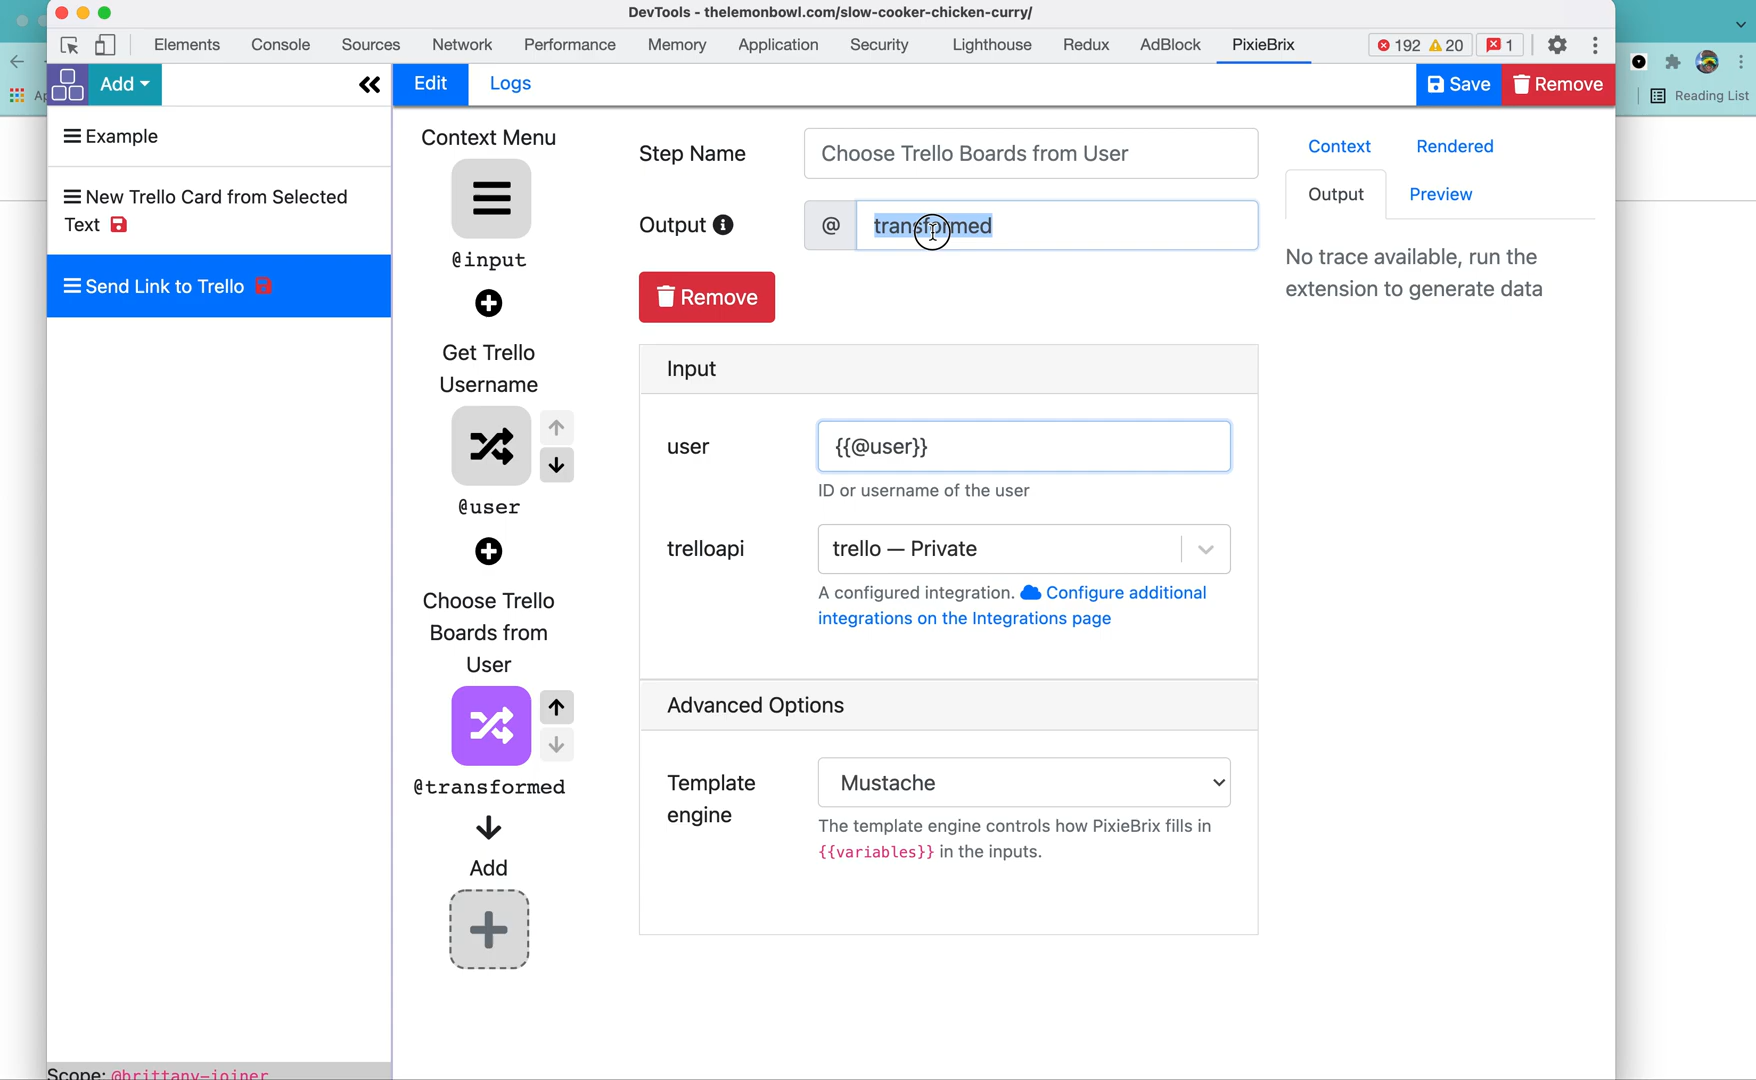 DevTools - thelemonbowl.com/slow-cooker-chicken-curry/
Elements Console Sources Network Performance Memory Application Security Lighthouse Redux AdBlock PixieBrix 192 20 1
Add Edit Logs Save Remove
Reading List
Example
New Trello Card from Selected
Text
Send Link to Trello
Context Menu
@input
Get Trello
Username
@user
Choose Trello
Boards from
User
@transformed
Add
Step Name Choose Trello Boards from User
Output @ transformed
Remove
Input
user {{@user}}
ID or username of the user
trelloapi trello — Private
A configured integration. Configure additional
integrations on the Integrations page
Advanced Options
Template
engine
Mustache
The template engine controls how PixieBrix fills in
{{variables}} in the inputs.
Context Rendered
Output Preview
No trace available, run the
extension to generate data
Scope: @brittany-joiner